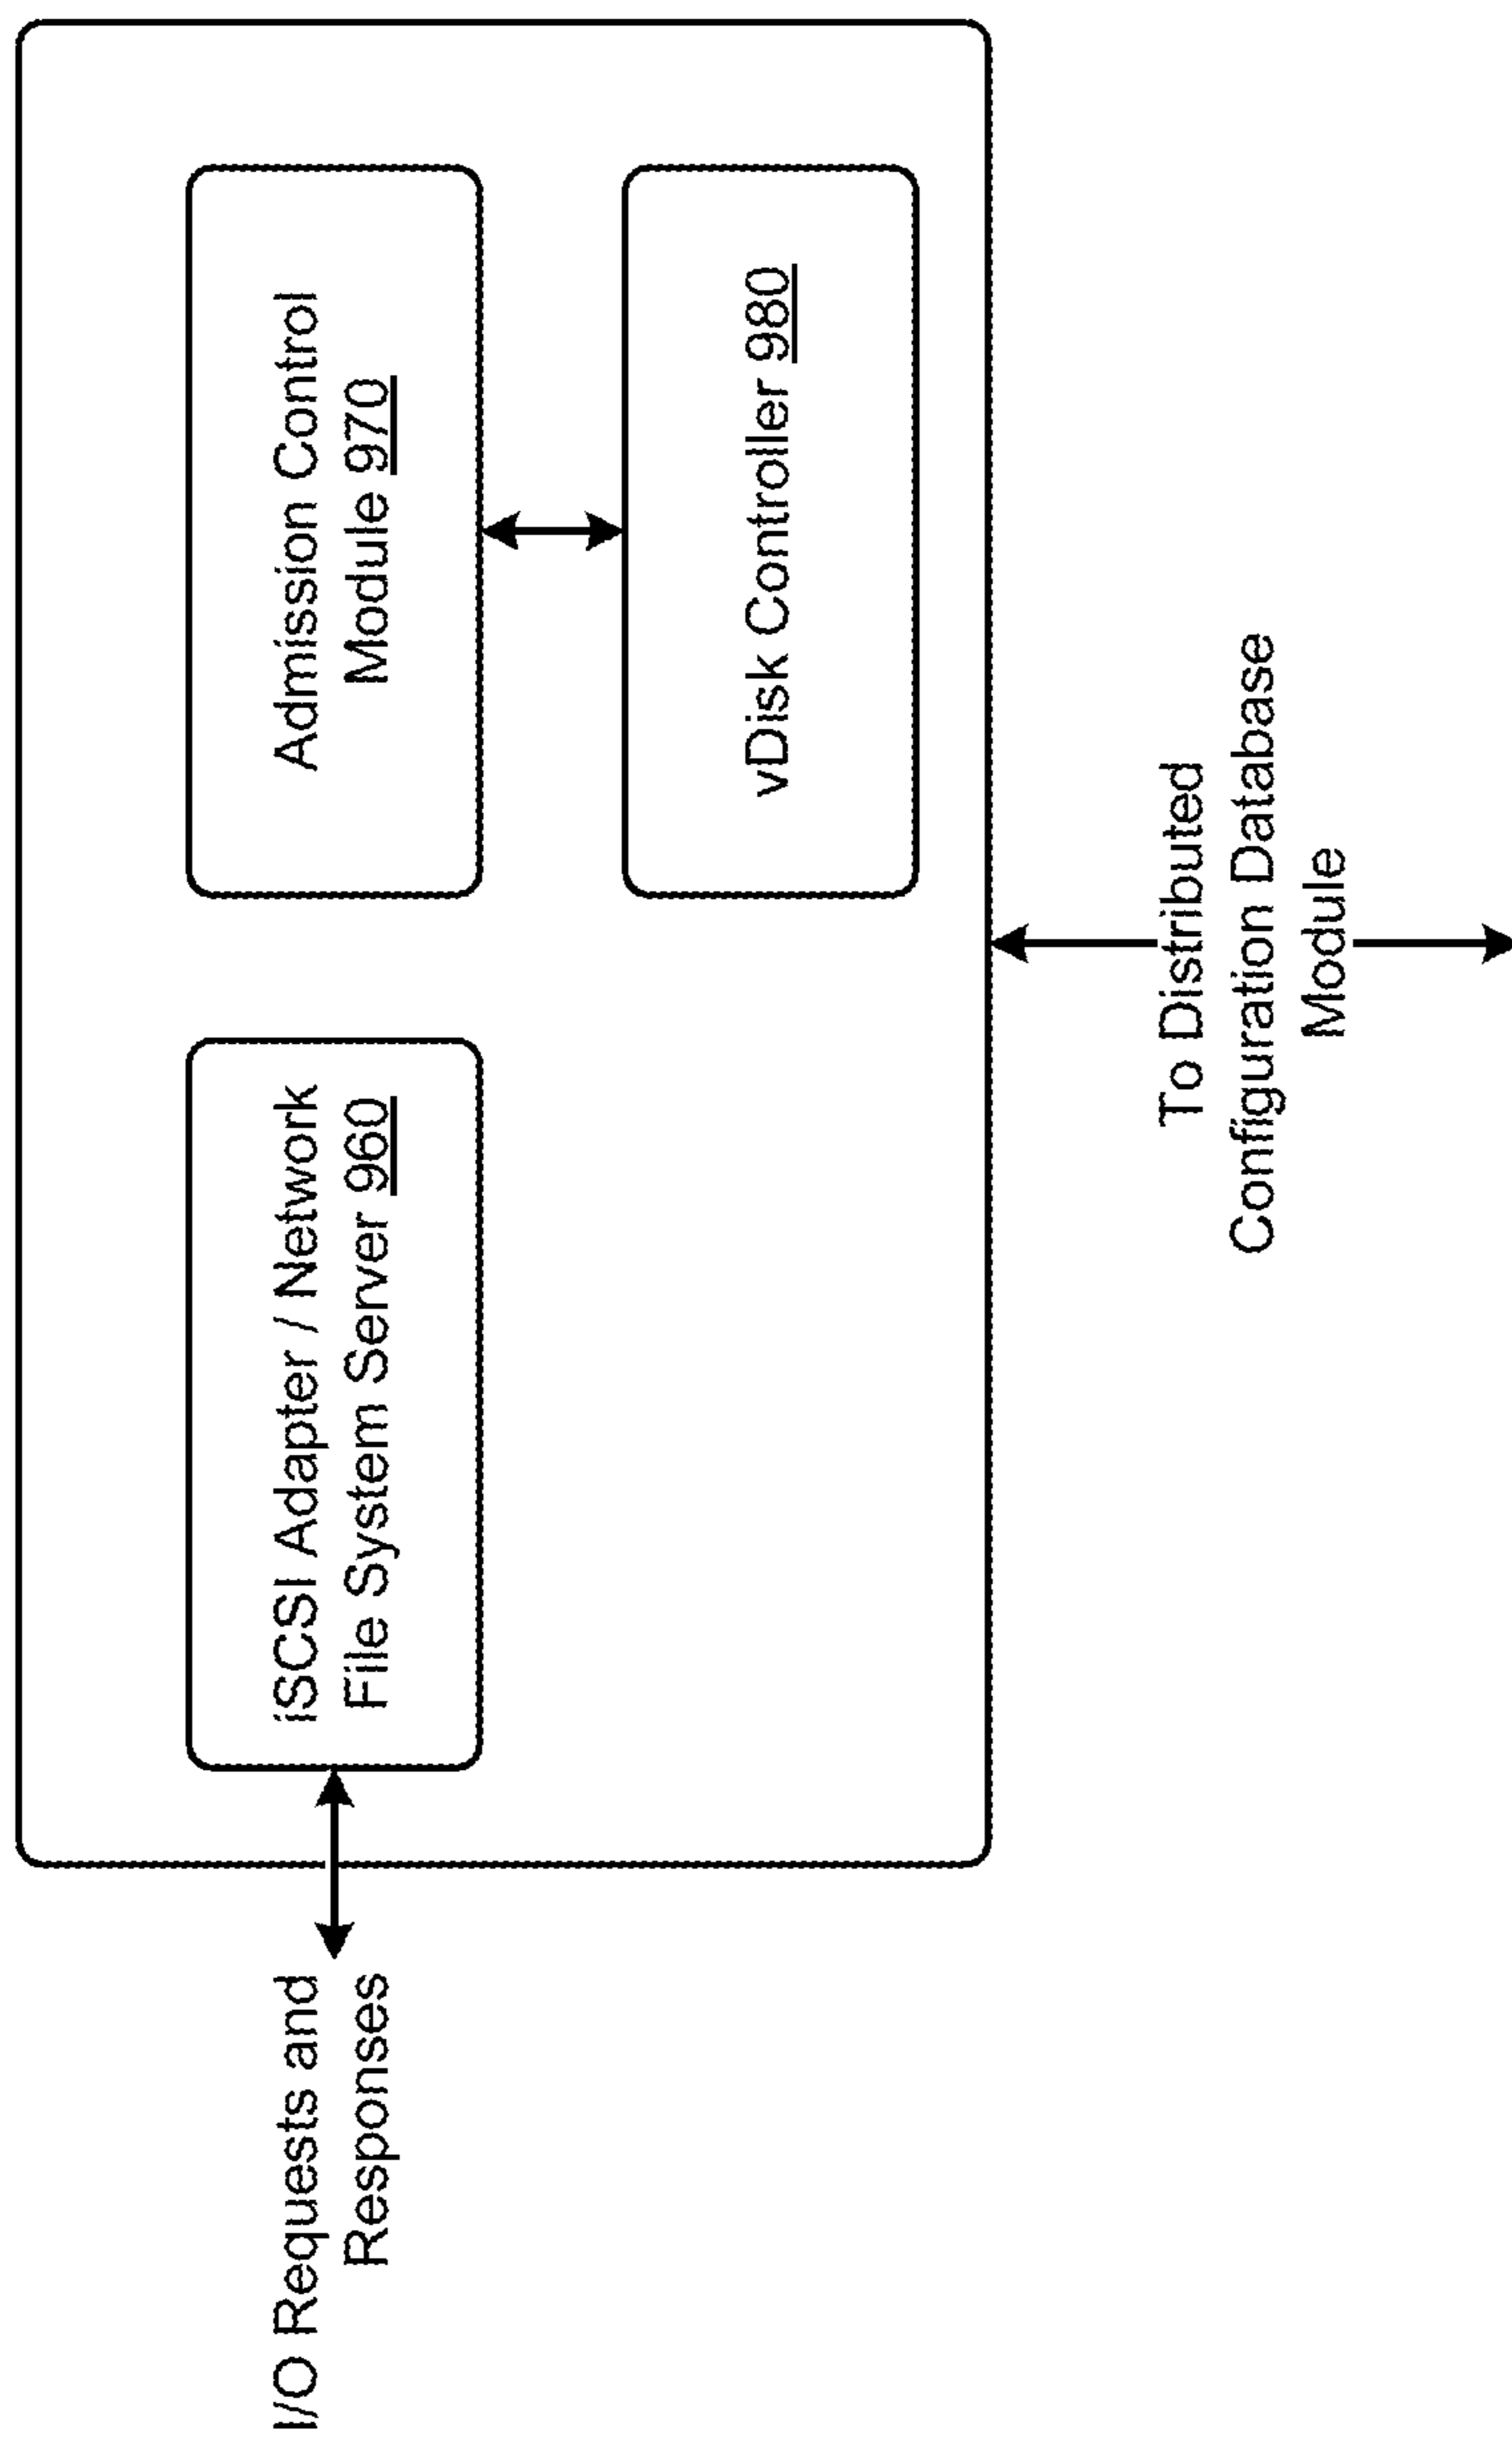 I/O Requests and
Responses
iSCSI Adapter / Network
File System Server 960
Admission Control
Module 970
vDisk Controller 980
To Distributed
Configuration Database
Module